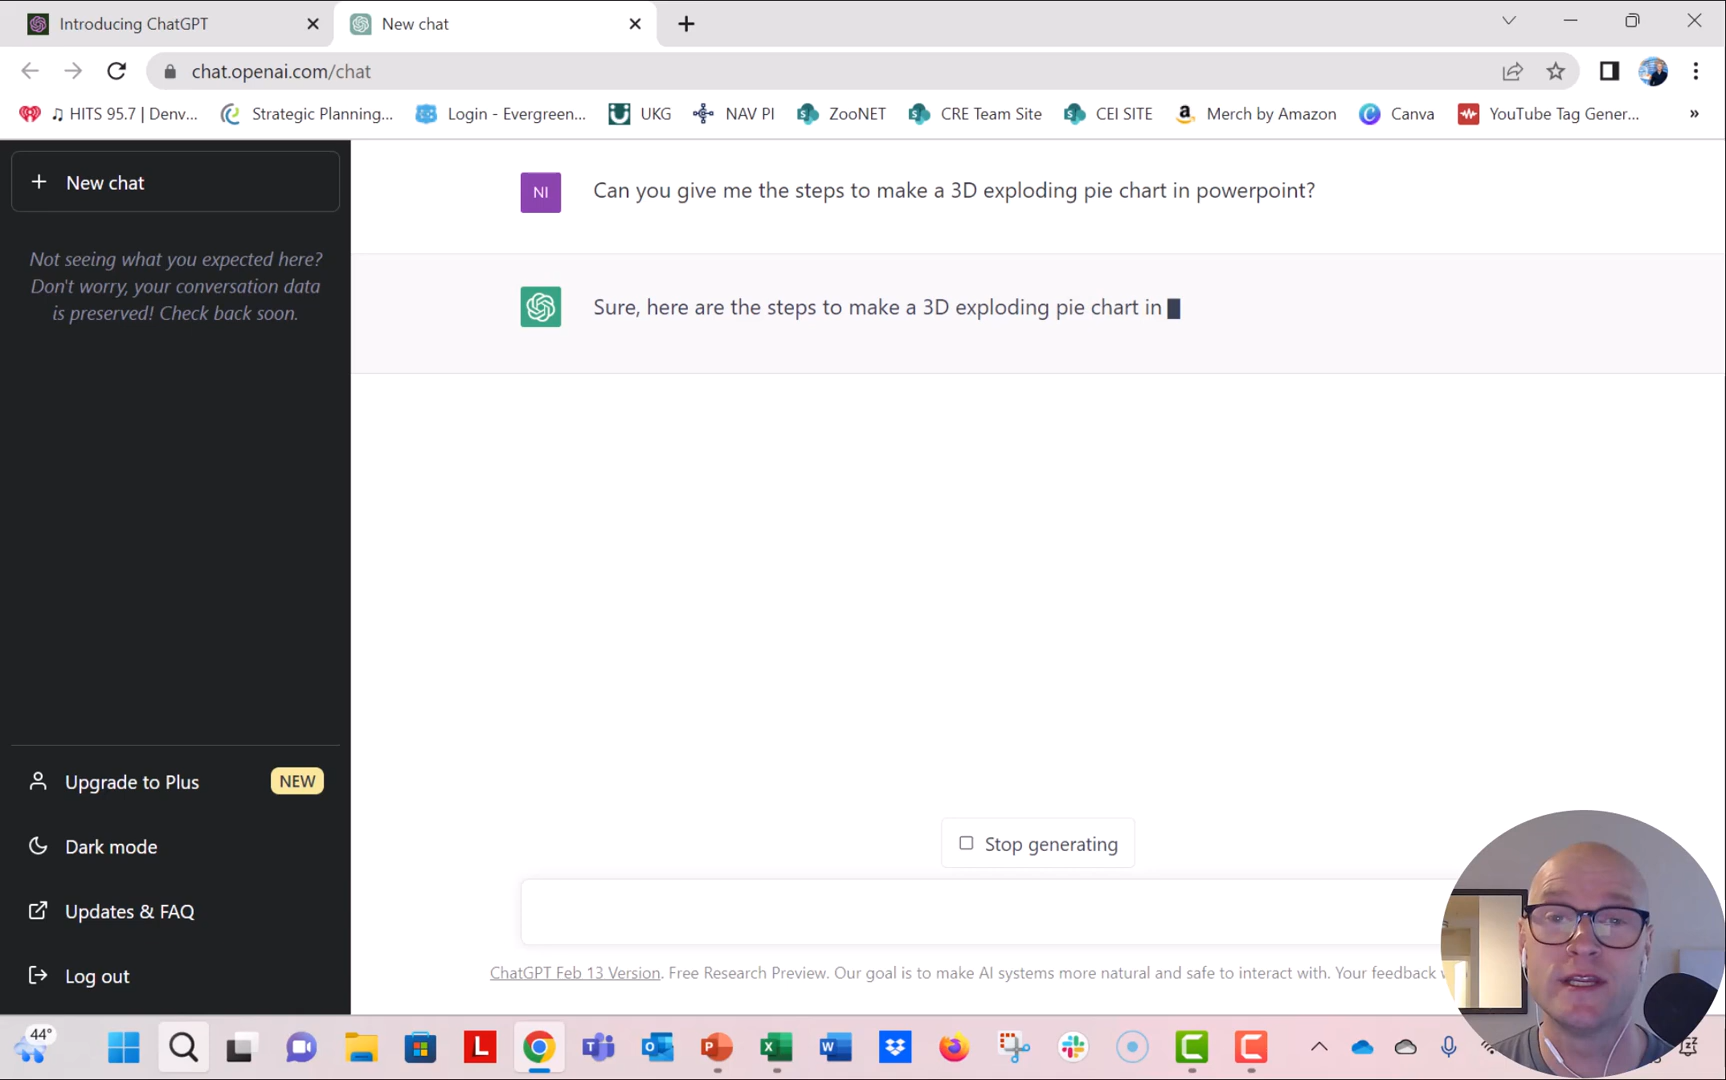 Introducing ChatGPT
New chat
chat.openai.com/chat
♫ HITS 95.7 | Denv...
Strategic Planning...
Login - Evergreen...
UKG
NAV PI
ZooNET
CRE Team Site
CEI SITE
Merch by Amazon
Canva
YouTube Tag Gener...
»
+ New chat
Not seeing what you expected here?
Don't worry, your conversation data
is preserved! Check back soon.
NI
Can you give me the steps to make a 3D exploding pie chart in powerpoint?
Sure, here are the steps to make a 3D exploding pie chart in
Upgrade to Plus
NEW
Dark mode
Updates & FAQ
Log out
Stop generating
ChatGPT Feb 13 Version. Free Research Preview. Our goal is to make AI systems more natural and safe to interact with. Your feedback
44°